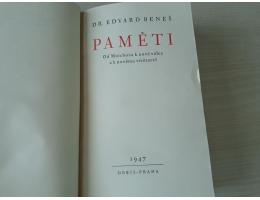 DR. EDVARD BENEŠ
PAMĚTI
Od Mnichova k nové válce
a k novému vítězství
1947
ORBIS-PRAHA